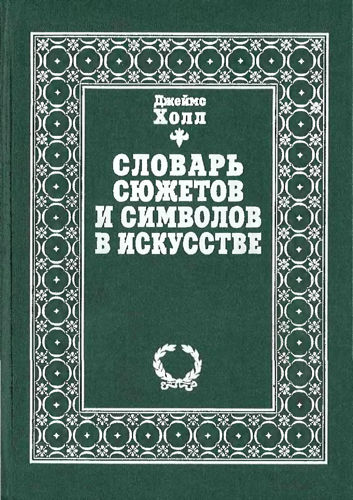 Джеймс
Холл
СЛОВАРЬ
СЮЖЕТОВ
И СИМВОЛОВ
В ИСКУССТВЕ